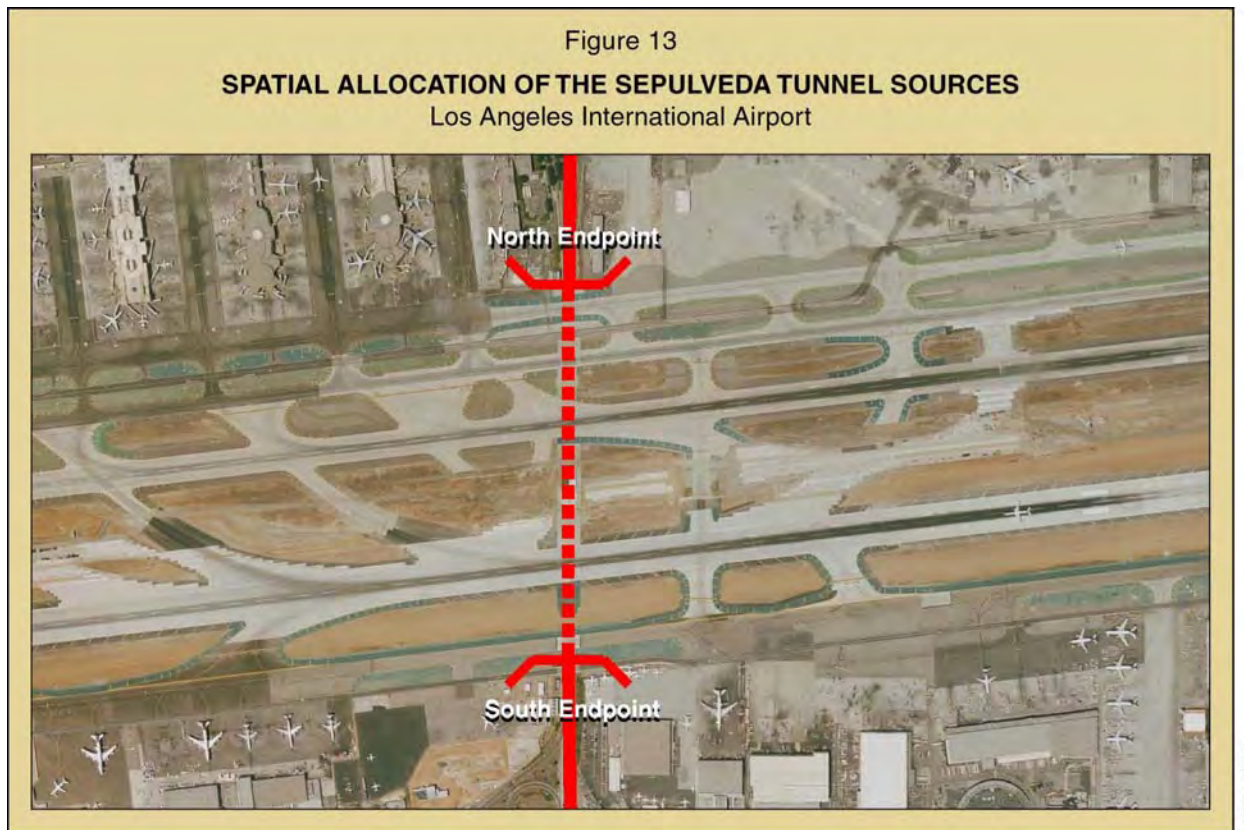 Figure 13
SPATIAL ALLOCATION OF THE SEPULVEDA TUNNEL SOURCES
Los Angeles International Airport
North Endpoint
South Endpoint